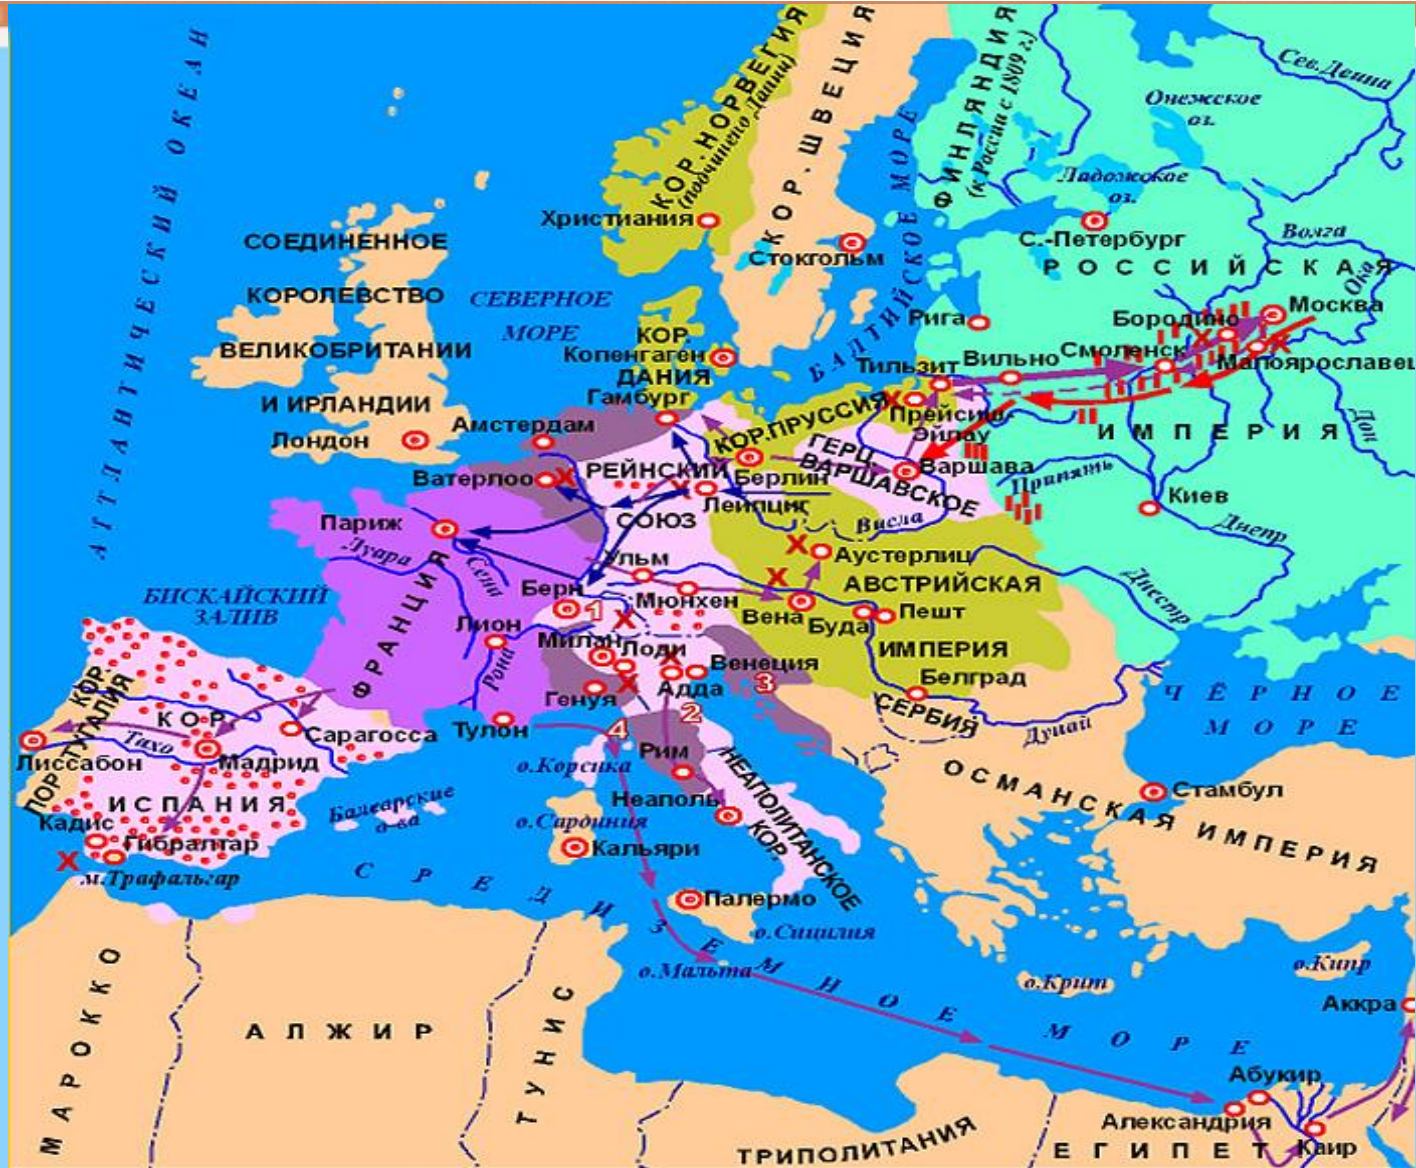 АТТЛАНТИЧЕСКИЙ ОКЕАН
КОР. НОРВЕГИЯ
(подчинено Дании)
КОР. ШВЕЦИЯ
ФИНЛЯНДИЯ
(к России с 1809 г.)
Сев.Двина
Онежское
оз.
Ладожское
оз.
Христиания
Стокгольм
С.-Петербург
БАЛТИЙСКОЕ МОРЕ
Волга
Ока
РОССИЙСКАЯ
ИМПЕРИЯ
СОЕДИНЕННОЕ
КОРОЛЕВСТВО
ВЕЛИКОБРИТАНИИ
И ИРЛАНДИИ
Лондон
СЕВЕРНОЕ
МОРЕ
КОР.
Копенгаген
ДАНИЯ
Гамбург
Рига
Бородино
Москва
Тильзит
Вильно
Смоленск
Малоярославец
Дон
Амстердам
Ватерлоо
РЕЙНСКИЙ
СОЮЗ
КОР.ПРУССИЯ
Берлин
Лейпциг
Прейсиш-
Эйлау
ГЕРЦ.
ВАРШАВСКОЕ
Варшава
Висла
Припять
Киев
Днепр
Днестр
Париж
Луара
Сена
ФРАНЦИЯ
БИСКАЙСКИЙ
ЗАЛИВ
Ульм
Берн
1
Мюнхен
Аустерлиц
АВСТРИЙСКАЯ
ИМПЕРИЯ
Вена
Буда
Пешт
Лион
Рона
Милан
Лоди
Венеция
3
Генуя
Адда
2
4
Белград
СЕРБИЯ
Дунай
ЧЁРНОЕ
МОРЕ
КОР.
ПОРТУГАЛИЯ
КОР.
ИСПАНИЯ
Тахо
Лиссабон
Мадрид
Сарагосса
Тулон
о.Корсика
Рим
Неаполь
НЕАПОЛИТАНСКОЕ
КОР.
ОСМАНСКАЯ ИМПЕРИЯ
Стамбул
Балеарские
о-ва
о.Сардиния
Кальяри
Кадис
Гибралтар
м.Трафальгар
СРЕДИЗЕМНОЕ МОРЕ
Палермо
о.Сицилия
о.Мальта
о.Крит
о.Кипр
Аккра
МАРОККО
АЛЖИР
ТУНИС
ТРИПОЛИТАНИЯ
Абукир
Александрия
Каир
ЕГИПЕТ